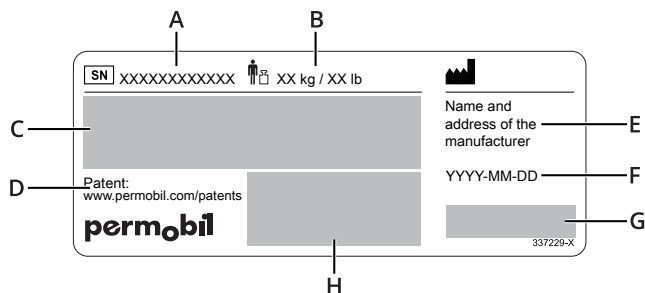 A
B
SN XXXXXXXXXXXX XX kg / XX lb
Name and
address of the
manufacturer
C
E
D
Patent:
www.permobil.com/patents
YYYY-MM-DD
F
permobil
G
337229-X
H